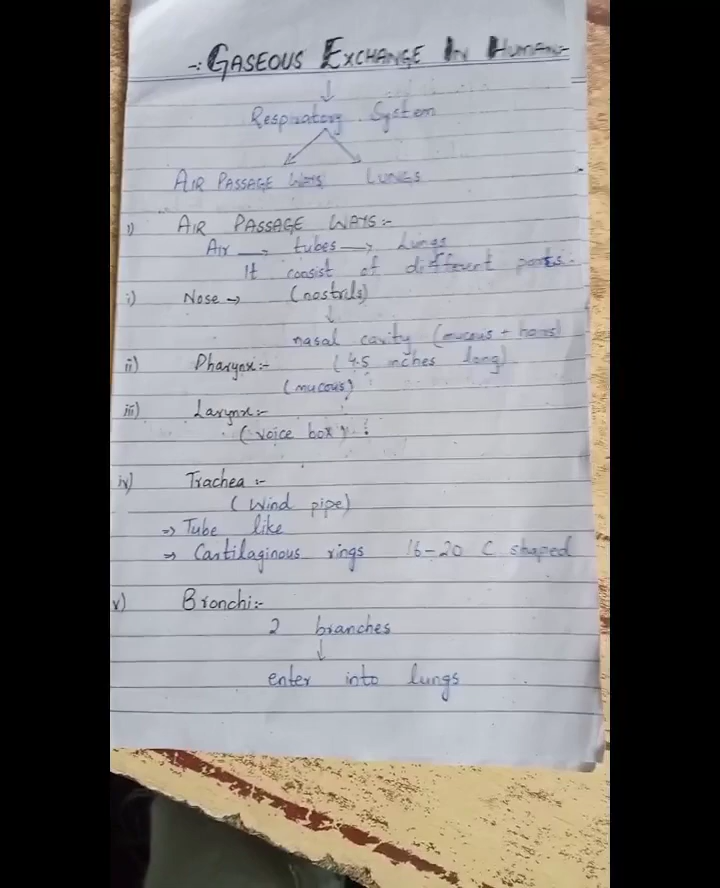 -: GASEOUS EXCHANGE IN HUMANS
↓
Respiratory System
AIR PASSAGE WAYS LUNGS
1) AIR PASSAGE WAYS:-
Air → tubes → Lungs
It consist of different parts.
i) Nose → (nostrils)
↓
nasal cavity (mucous + hairs)
ii) Pharynx:- (4.5 inches long)
(mucous)
iii) Larynx:-
(voice box)
iv) Trachea :-
(Wind pipe)
⇒ Tube like
⇒ Cartilaginous rings 16-20 C shaped
v) Bronchi:-
2 branches
↓
enter into lungs